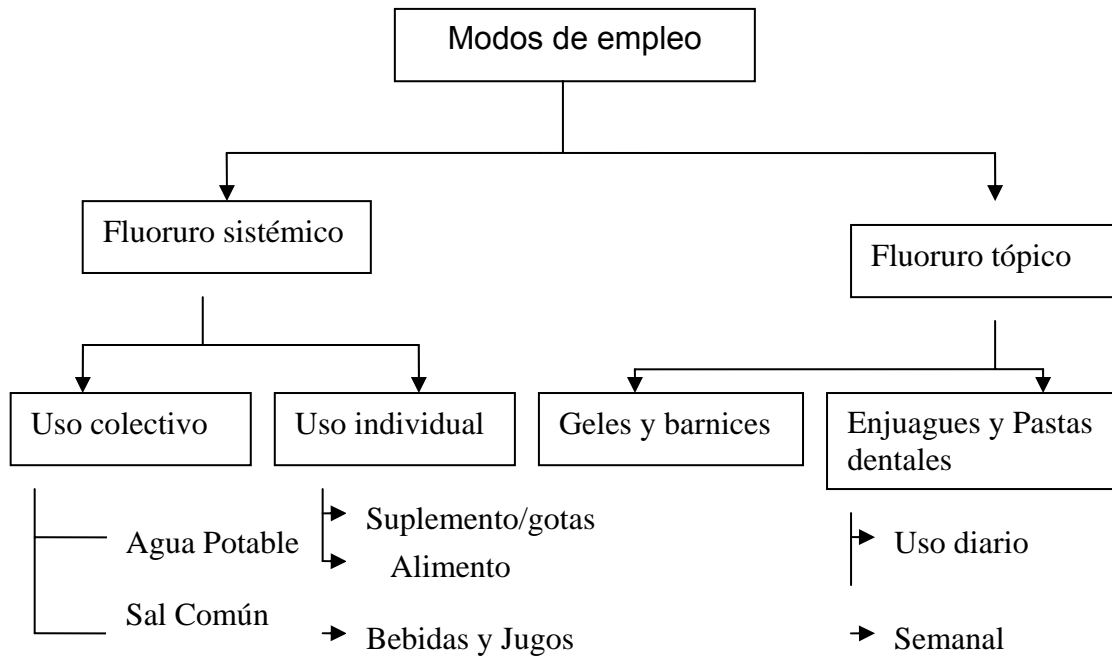 Modos de empleo
Fluoruro sistémico
Fluoruro tópico
Uso colectivo
Uso individual
Geles y barnices
Enjuagues y Pastas
dentales
Agua Potable
Sal Común
Suplemento/gotas
Alimento
Bebidas y Jugos
Uso diario
Semanal